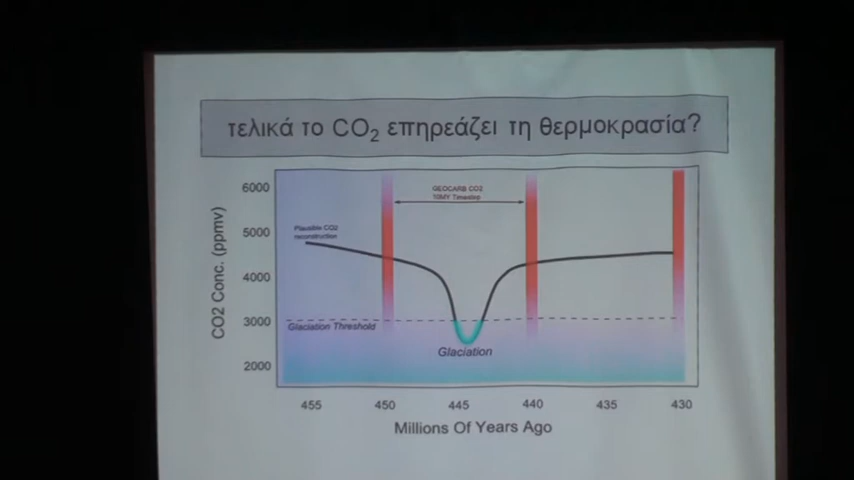 τελικά το CO₂ επηρεάζει τη θερμοκρασία?
GEOCARB CO2
10MY Timestep
Plausible CO2
reconstruction
6000
5000
4000
3000
2000
CO2 Conc. (ppmv)
Glaciation Threshold
Glaciation
455 450 445 440 435 430
Millions Of Years Ago